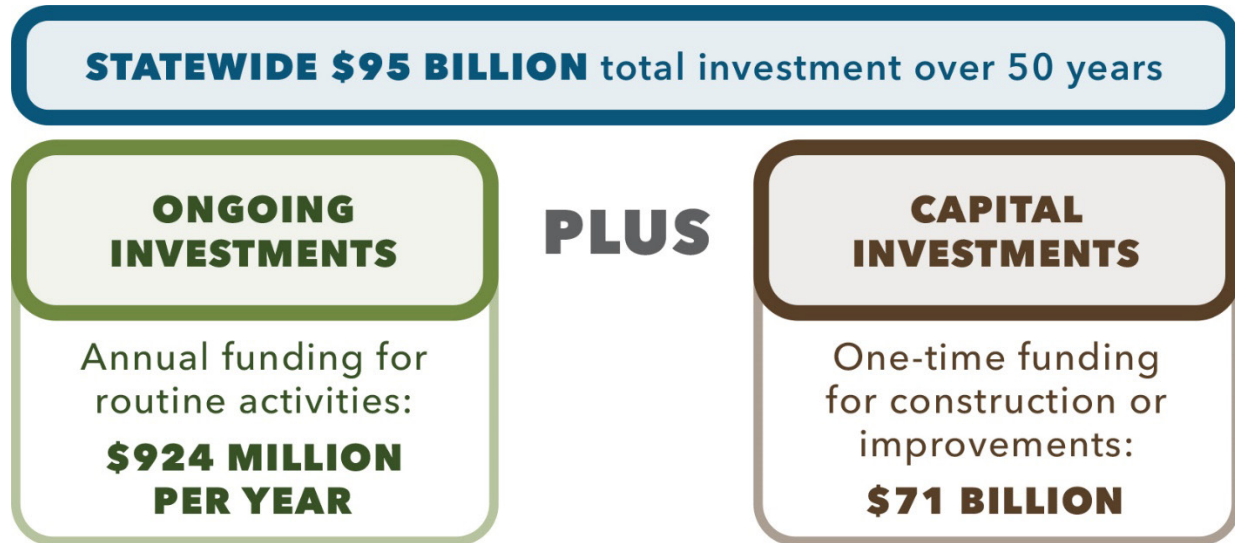 STATEWIDE $95 BILLION total investment over 50 years
ONGOING
INVESTMENTS
PLUS
CAPITAL
INVESTMENTS
Annual funding for
routine activities:
$924 MILLION
PER YEAR
One-time funding
for construction or
improvements:
$71 BILLION